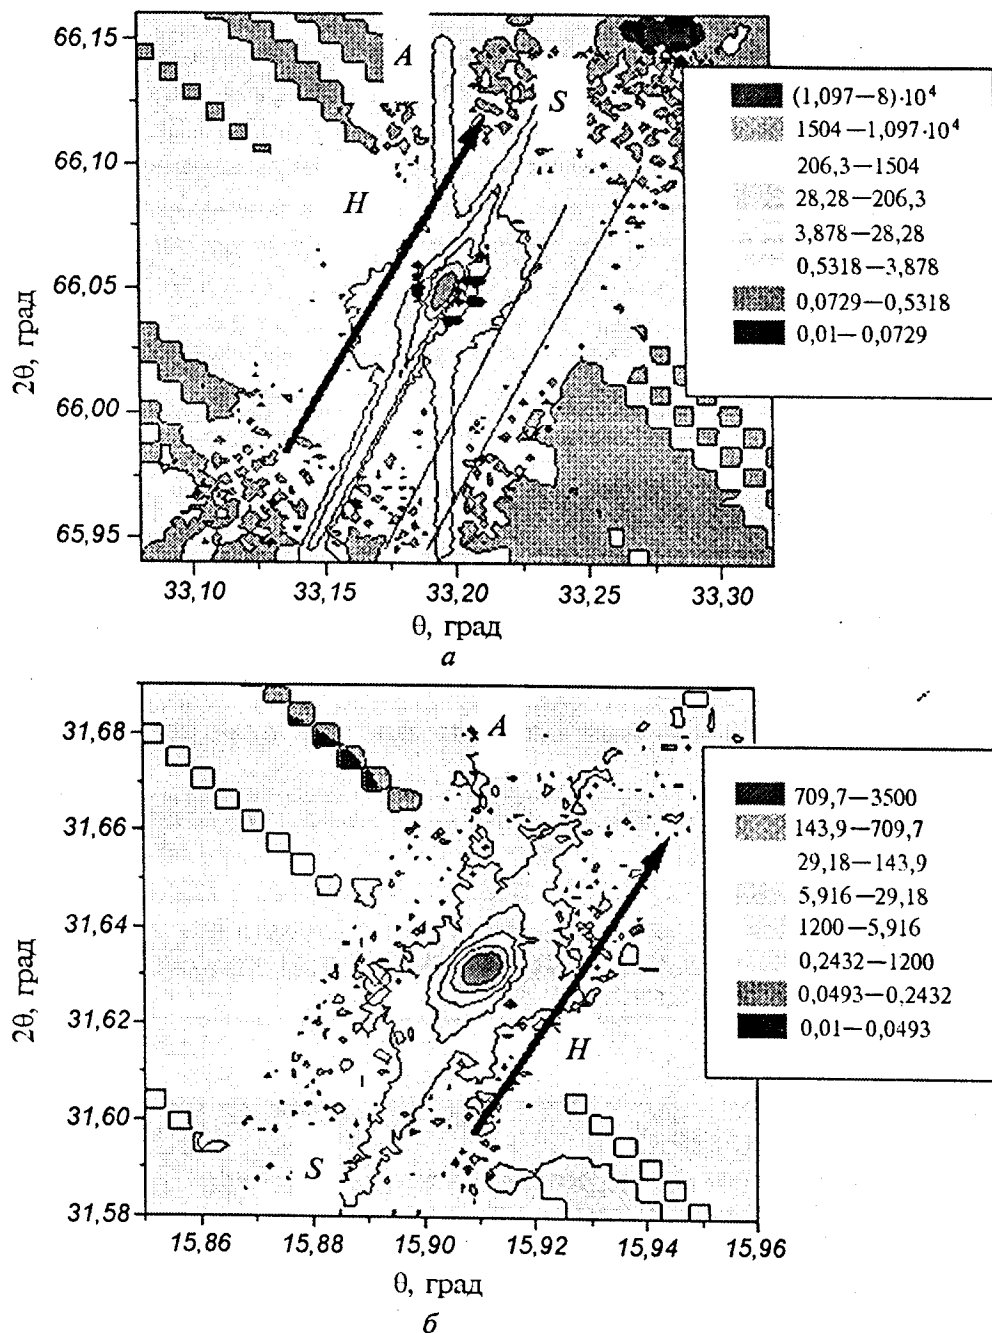 66,15
66,10
66,05
66,00
65,95
2θ, град
A
S
H
(1,097—8)·10⁴
1504—1,097·10⁴
206,3—1504
28,28—206,3
3,878—28,28
0,5318—3,878
0,0729—0,5318
0,01—0,0729
33,10 33,15 33,20 33,25 33,30
θ, град
а
31,68
31,66
31,64
31,62
31,60
31,58
2θ, град
A
H
S
709,7—3500
143,9—709,7
29,18—143,9
5,916—29,18
1200—5,916
0,2432—1200
0,0493—0,2432
0,01—0,0493
15,86 15,88 15,90 15,92 15,94 15,96
θ, град
б